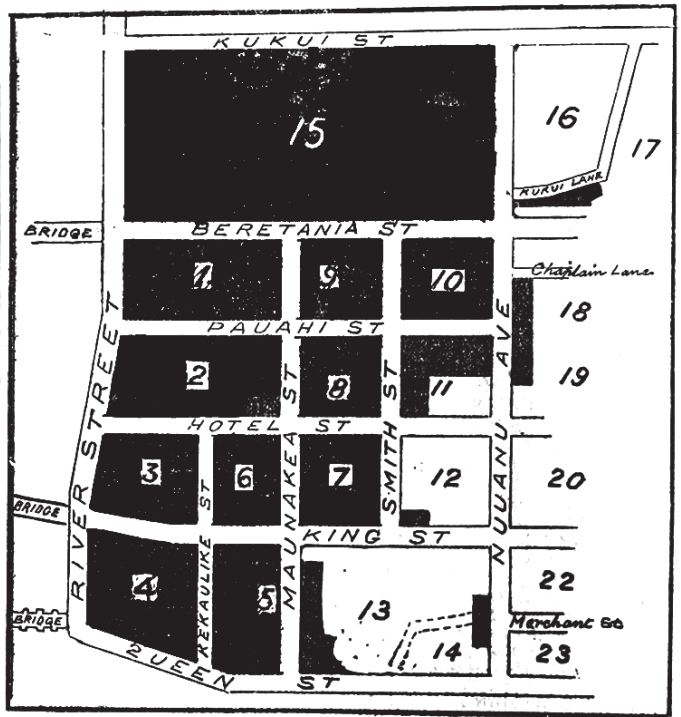 KUKUI ST
15
16
17
KUKUI LANE
BRIDGE
BERETANIA ST
1
9
10
Chaplain Lane
18
PAUAHI ST
2
8
11
19
RIVER STREET
MAUNAKEA ST
SMITH ST
NUUANU AVE
HOTEL ST
3
6
7
12
20
BRIDGE
KING ST
KEKAULIKE ST
4
5
13
22
BRIDGE
Merchant St
14
23
QUEEN ST